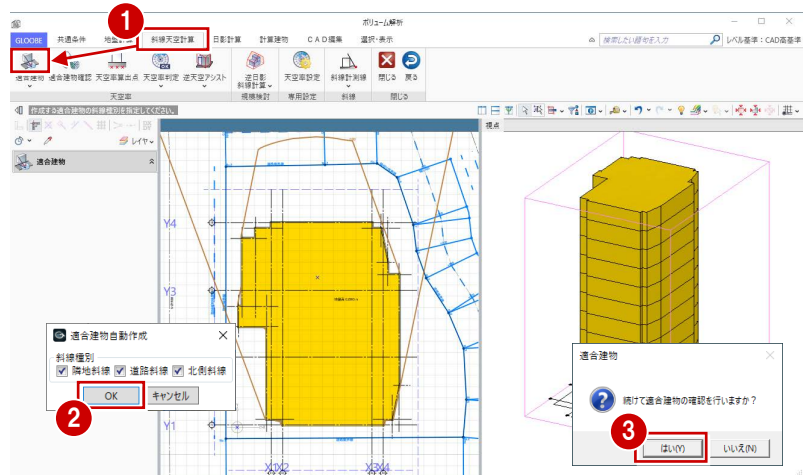 ボリューム解析
1
GLOOBE 共通条件 斜線天空計算 日影計算 計算建物 CAD編集 選択・表示
検索したい語句を入力 レベル基準：CAD高基準
適合建物 適合建物確認 天空率算出点 天空率判定 逆天空アシスト 逆日影 天空率設定 斜線計測線 閉じる 戻る
斜線計算
天空率 規模検討 専用設定 斜線 閉じる
作成する適合建物の斜線種別を指定してください。
視点
レイヤ
適合建物
Y4
Y3
適合建物自動作成
斜線種別
隣地斜線 道路斜線 北側斜線
OK キャンセル
2
Y1
X1 X2 X3 X4
適合建物
続けて適合建物の確認を行いますか？
3
はい(Y) いいえ(N)